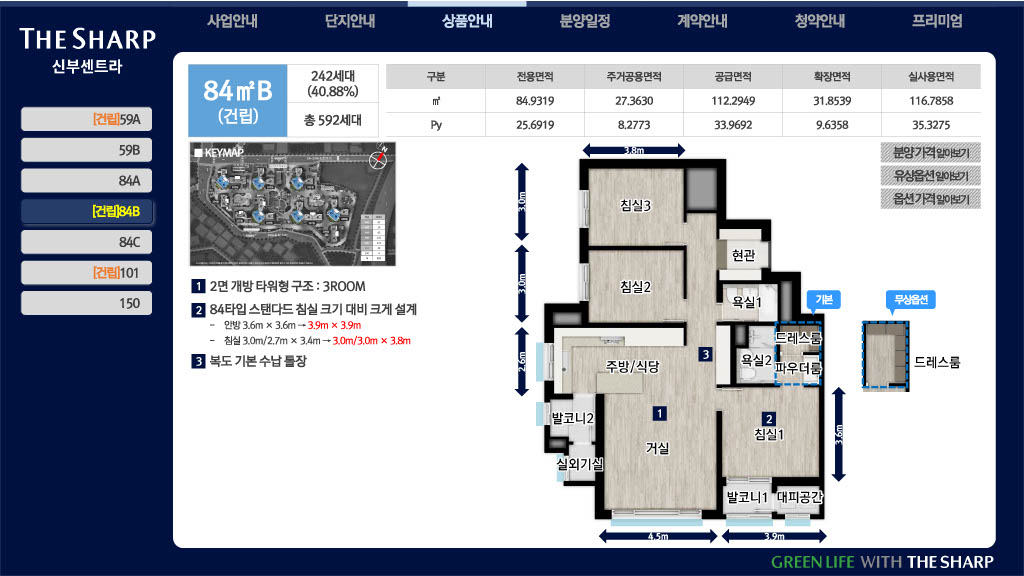 사업안내 단지안내 상품안내 분양일정 계약안내 청약안내 프리미엄
THE SHARP
신부센트라
[건립]59A
59B
84A
[건립]84B
84C
[건립]101
150
84㎡B
(건립)
242세대
(40.88%)
총 592세대
구분 전용면적 주거공용면적 공급면적 확장면적 실사용면적
㎡ 84.9319 27.3630 112.2949 31.8539 116.7858
Py 25.6919 8.2773 33.9692 9.6358 35.3275
KEYMAP
N
1 2면 개방 타워형 구조 : 3ROOM
2 84타입 스탠다드 침실 크기 대비 크게 설계
- 안방 3.6m × 3.6m → 3.9m × 3.9m
- 침실 3.0m/2.7m × 3.4m → 3.0m/3.0m × 3.8m
3 복도 기본 수납 툴장
분양가격 알아보기
유상옵션 알아보기
옵션가격 알아보기
3.8m
3.0m
침실3
현관
3.0m
침실2
욕실1
기본
무상옵션
드레스룸
2.6m
주방/식당
3
욕실2
파우더룸
드레스룸
1
2
발코니2
거실
침실1
3.6m
실외기실
발코니1
대피공간
4.5m
3.9m
GREEN LIFE WITH THE SHARP